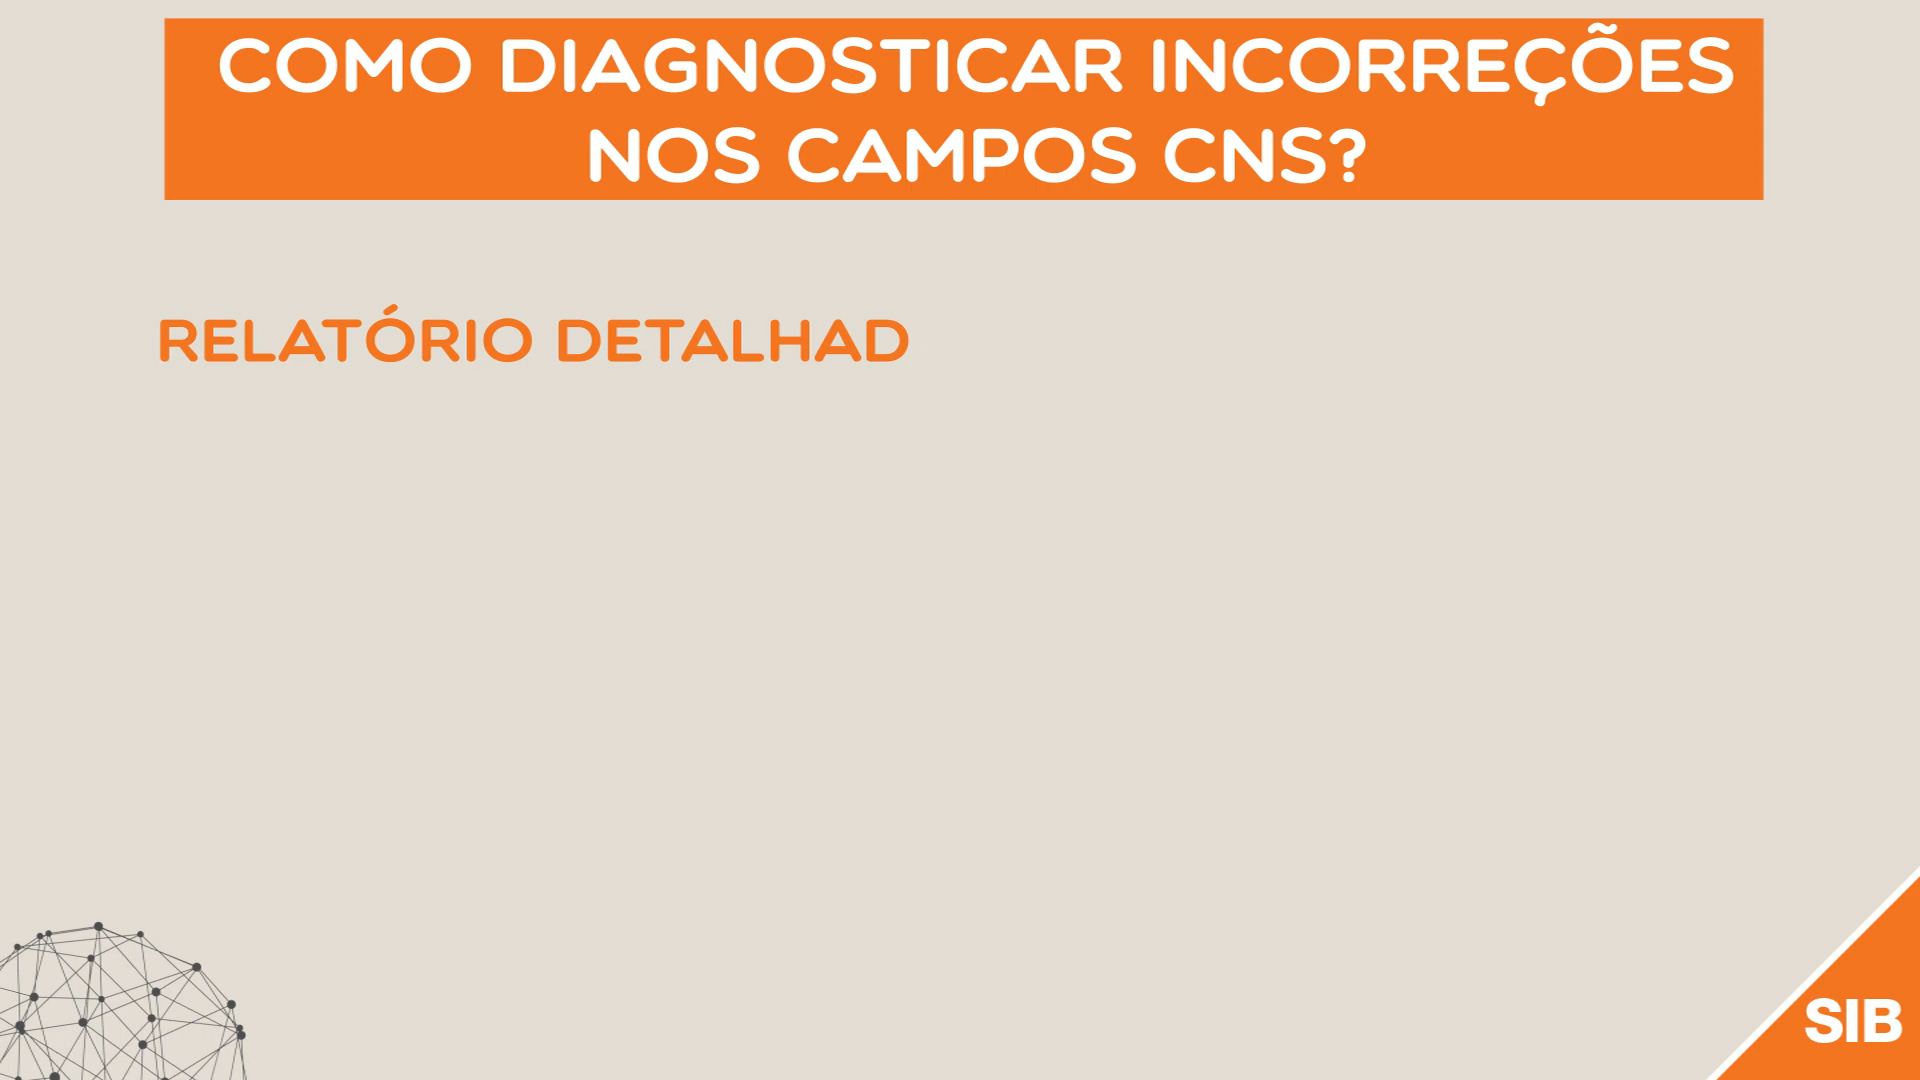 COMO DIAGNOSTICAR INCORREÇÕES
NOS CAMPOS CNS?
RELATÓRIO DETALHAD
SIB